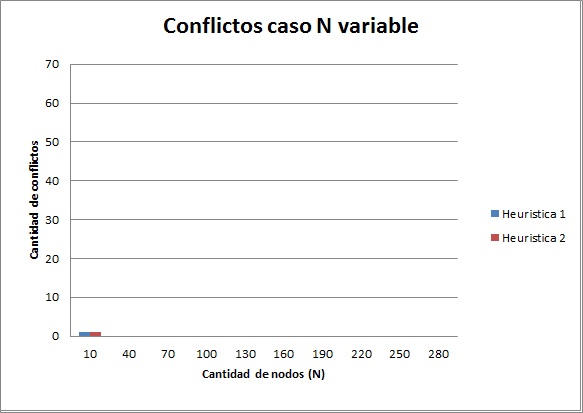 Conflictos caso N variable
70
60
50
40
30
20
10
0
Cantidad de conflictos
10 40 70 100 130 160 190 220 280
Cantidad de nodos (N)
Heuristica 1
Heuristica 2